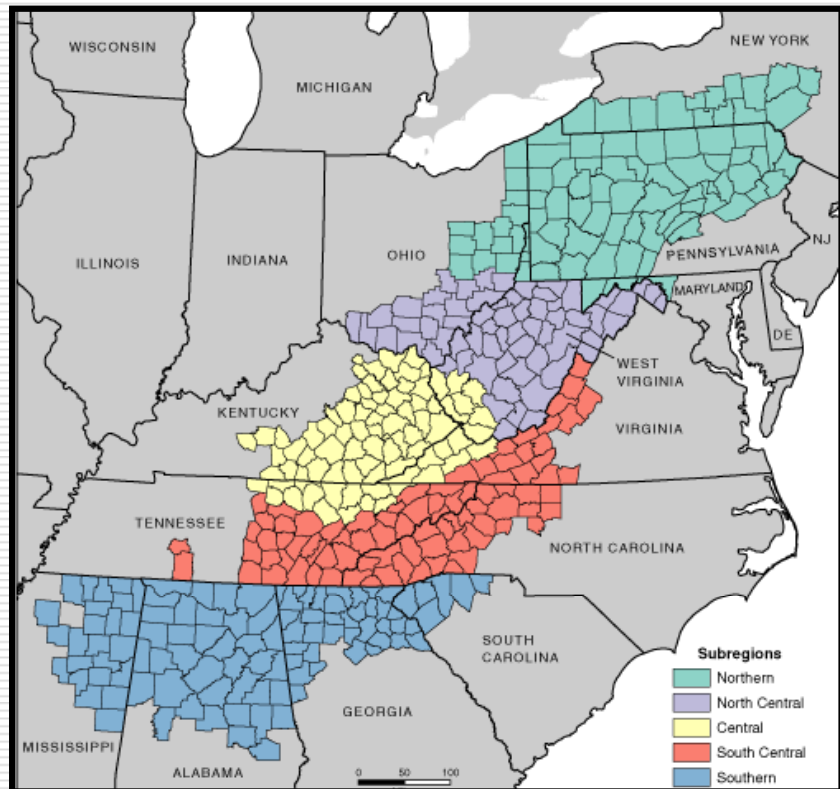 WISCONSIN
NEW YORK
MICHIGAN
ILLINOIS
INDIANA
OHIO
PENNSYLVANIA
NJ
MARYLAND
DE
WEST
VIRGINIA
KENTUCKY
VIRGINIA
TENNESSEE
NORTH CAROLINA
SOUTH
CAROLINA
GEORGIA
MISSISSIPPI
ALABAMA
0 50 100
Subregions
Northern
North Central
Central
South Central
Southern